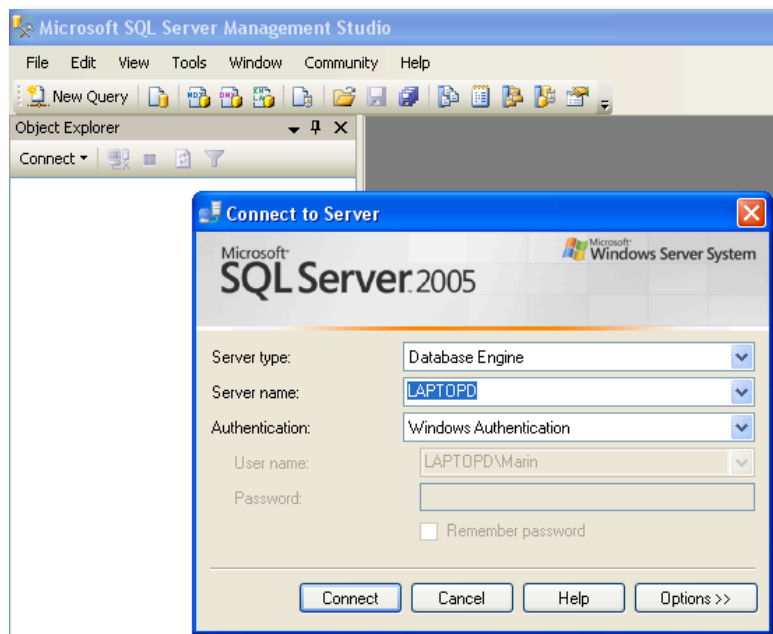 Microsoft SQL Server Management Studio
File Edit View Tools Window Community Help
New Query
Object Explorer
Connect
Connect to Server
Microsoft Windows Server System
Microsoft
SQL Server 2005
Server type: Database Engine
Server name: LAPTOPD
Authentication: Windows Authentication
User name: LAPTOPD\Marin
Password:
Remember password
Connect Cancel Help Options >>